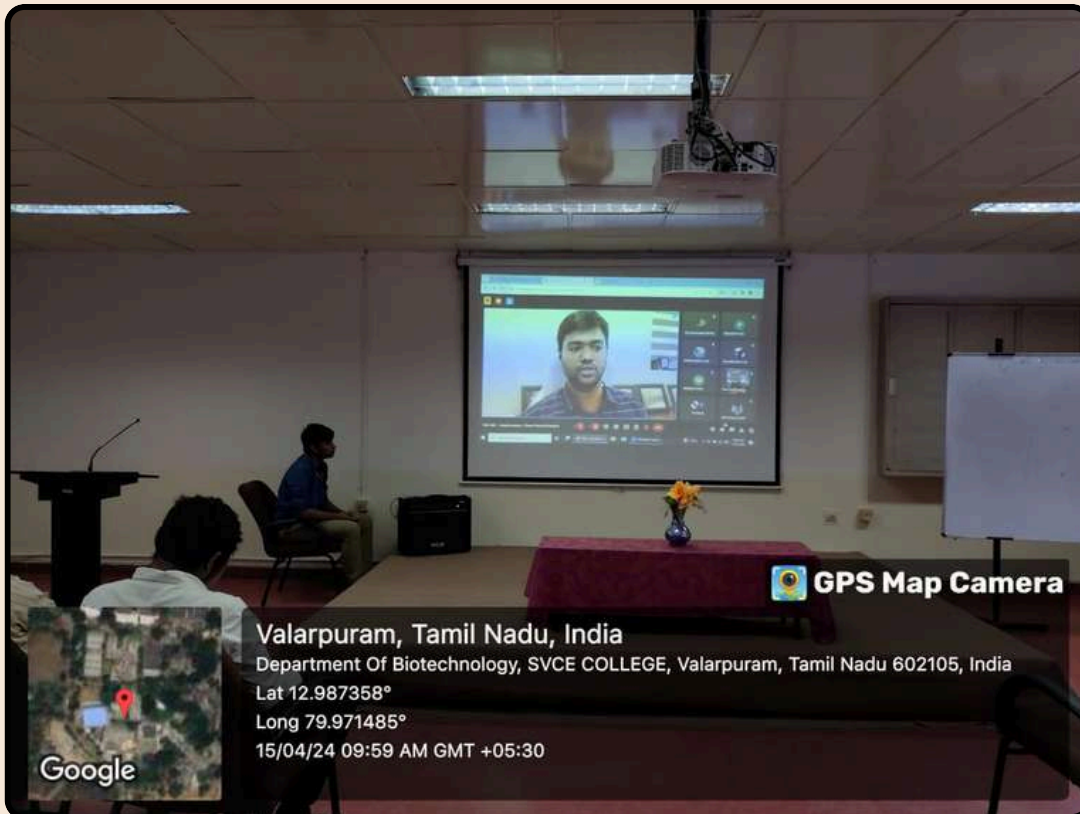 GPS Map Camera
Valarpuram, Tamil Nadu, India
Department Of Biotechnology, SVCE COLLEGE, Valarpuram, Tamil Nadu 602105, India
Lat 12.987358°
Long 79.971485°
15/04/24 09:59 AM GMT +05:30
Google